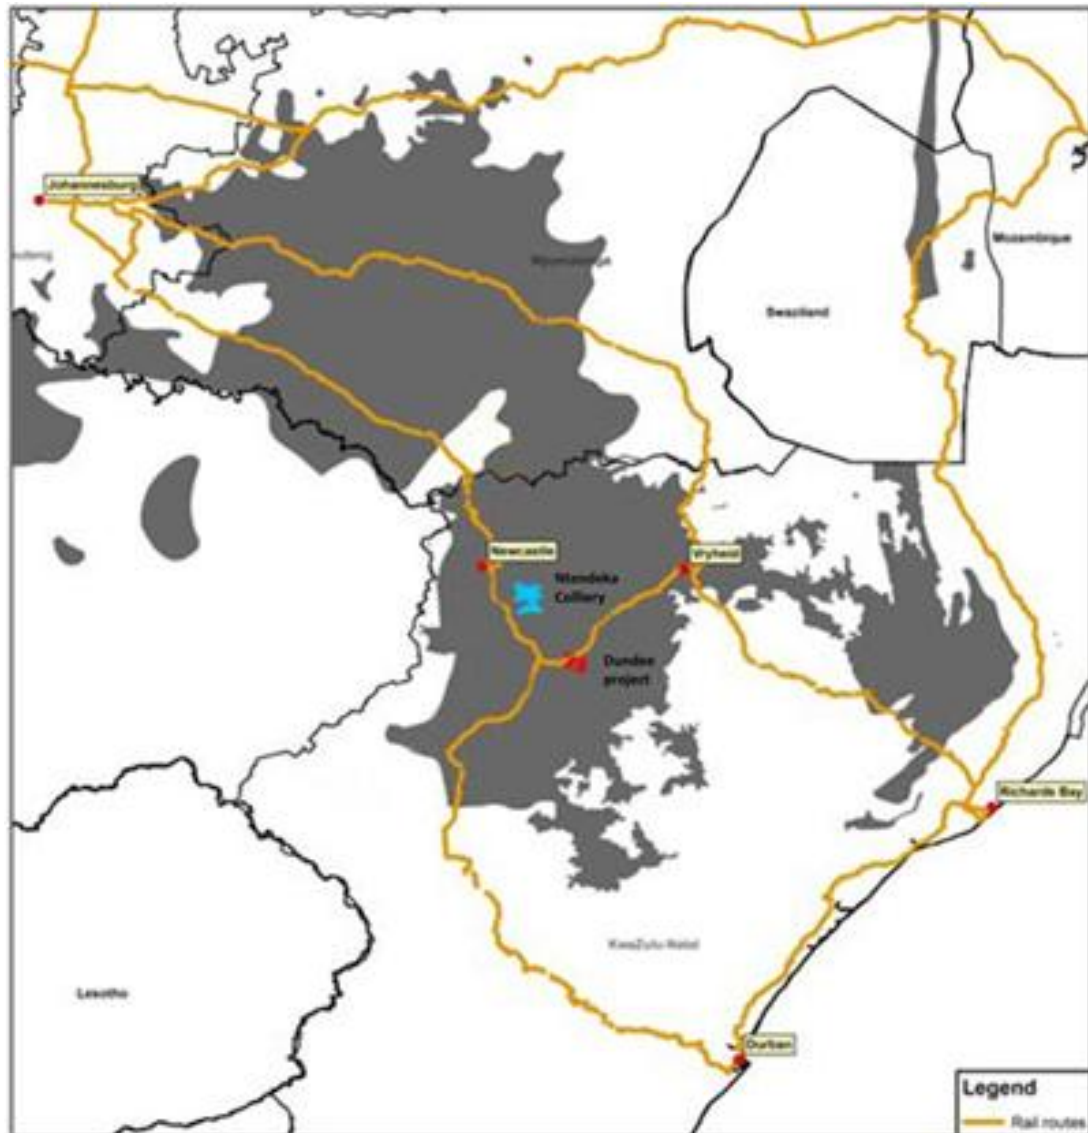 Johannesburg
Mozambique
Swaziland
Newcastle
Vryheid
Ntendeka
Colliery
Dundee
project
Richards Bay
KwaZulu-Natal
Lesotho
Durban
Legend
Rail routes